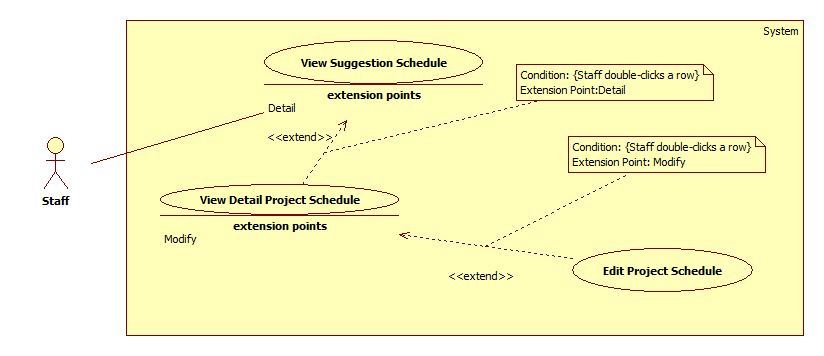 System
View Suggestion Schedule
extension points
Detail
Condition: {Staff double-clicks a row}
Extension Point:Detail
<<extend>>
Condition: {Staff double-clicks a row}
Extension Point: Modify
Staff
View Detail Project Schedule
extension points
Modify
<<extend>>
Edit Project Schedule